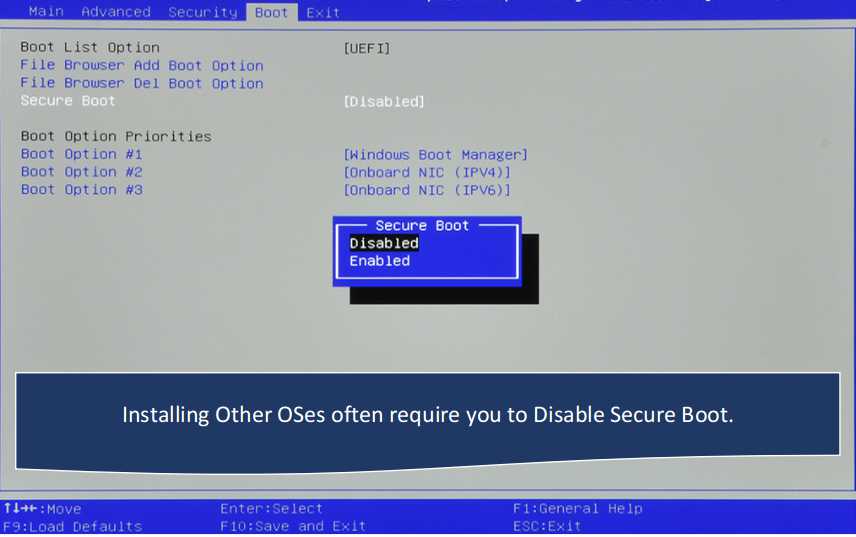 Main Advanced Security Boot Exit
Boot List Option [UEFI]
File Browser Add Boot Option
File Browser Del Boot Option
Secure Boot [Disabled]
Boot Option Priorities
Boot Option #1 [Windows Boot Manager]
Boot Option #2 [Onboard NIC (IPV4)]
Boot Option #3 [Onboard NIC (IPV6)]
Secure Boot
Disabled
Enabled
Installing Other OSes often require you to Disable Secure Boot.
↑↓→←:Move Enter:Select F1:General Help
F9:Load Defaults F10:Save and Exit ESC:Exit